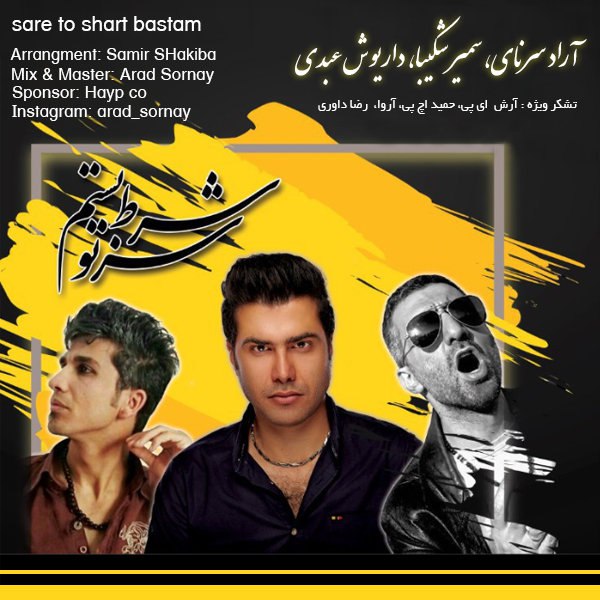 sare to shart bastam
Arrangment: Samir SHakiba
Mix & Master: Arad Sornay
Sponsor: Hayp co
Instagram: arad_sornay
آراد سرنای، سمیر شکیبا، داریوش عبدی
تشکر ویژه : آرش ای پی، حمید اچ پی، آروا، رضا داوری
سر تو شرط بستم